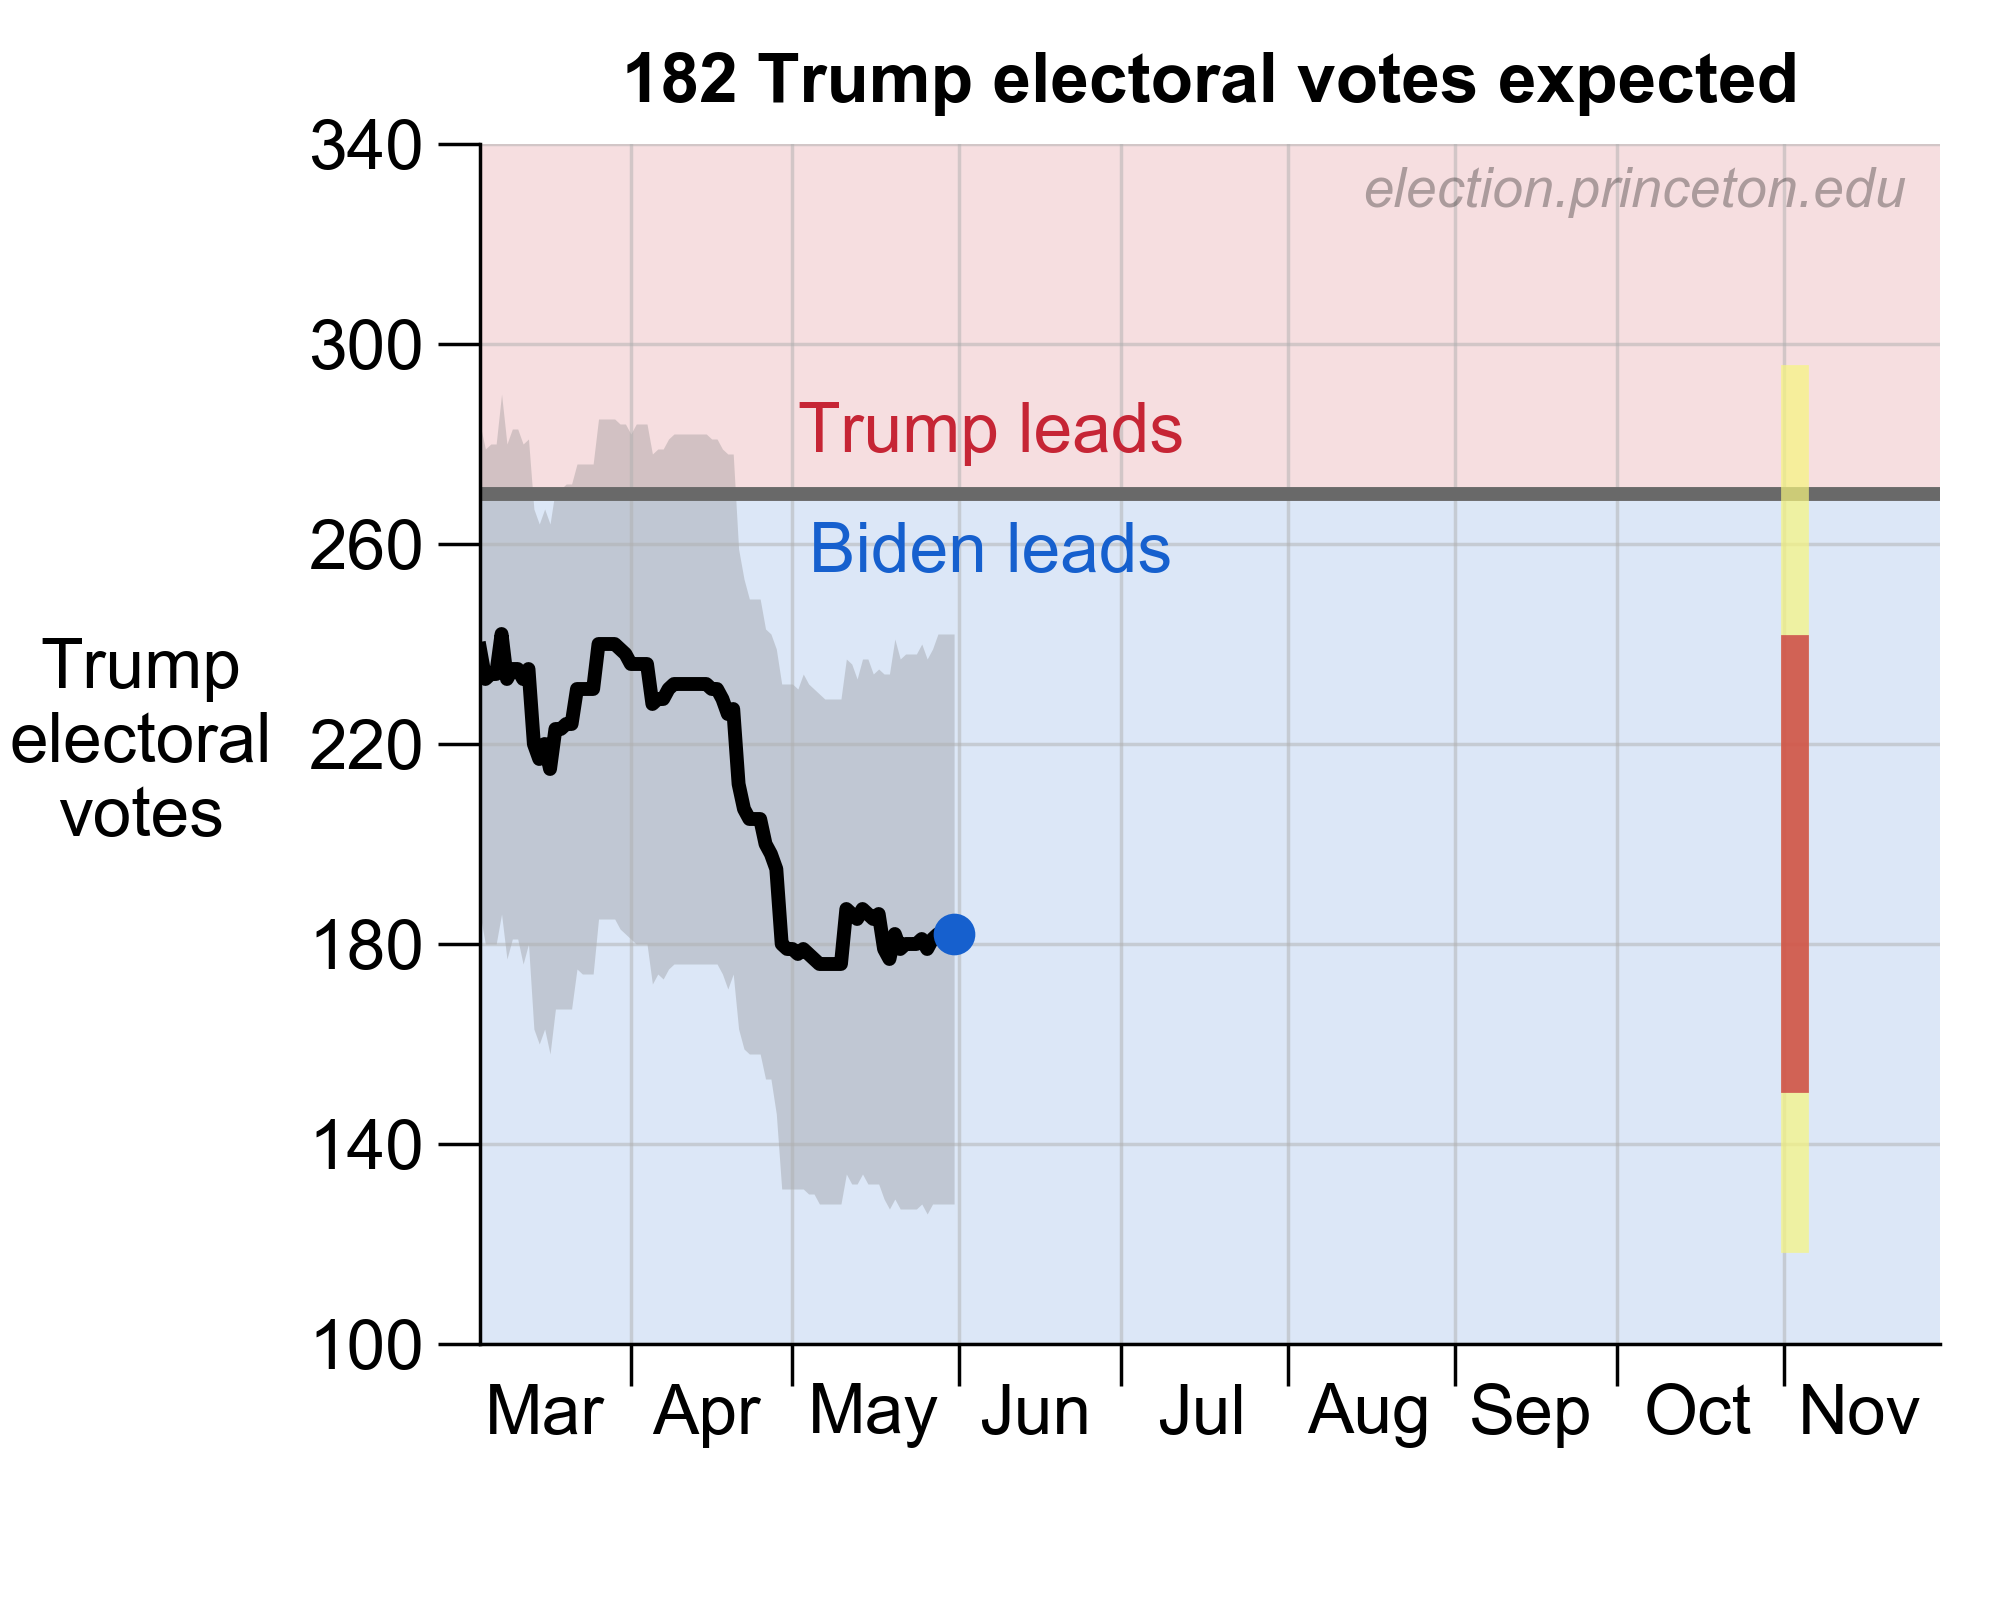 182 Trump electoral votes expected
340
election.princeton.edu
300
Trump leads
Biden leads
260
Trump
electoral
votes
220
180
140
100
Mar Apr May Jun Jul Aug Sep Oct Nov